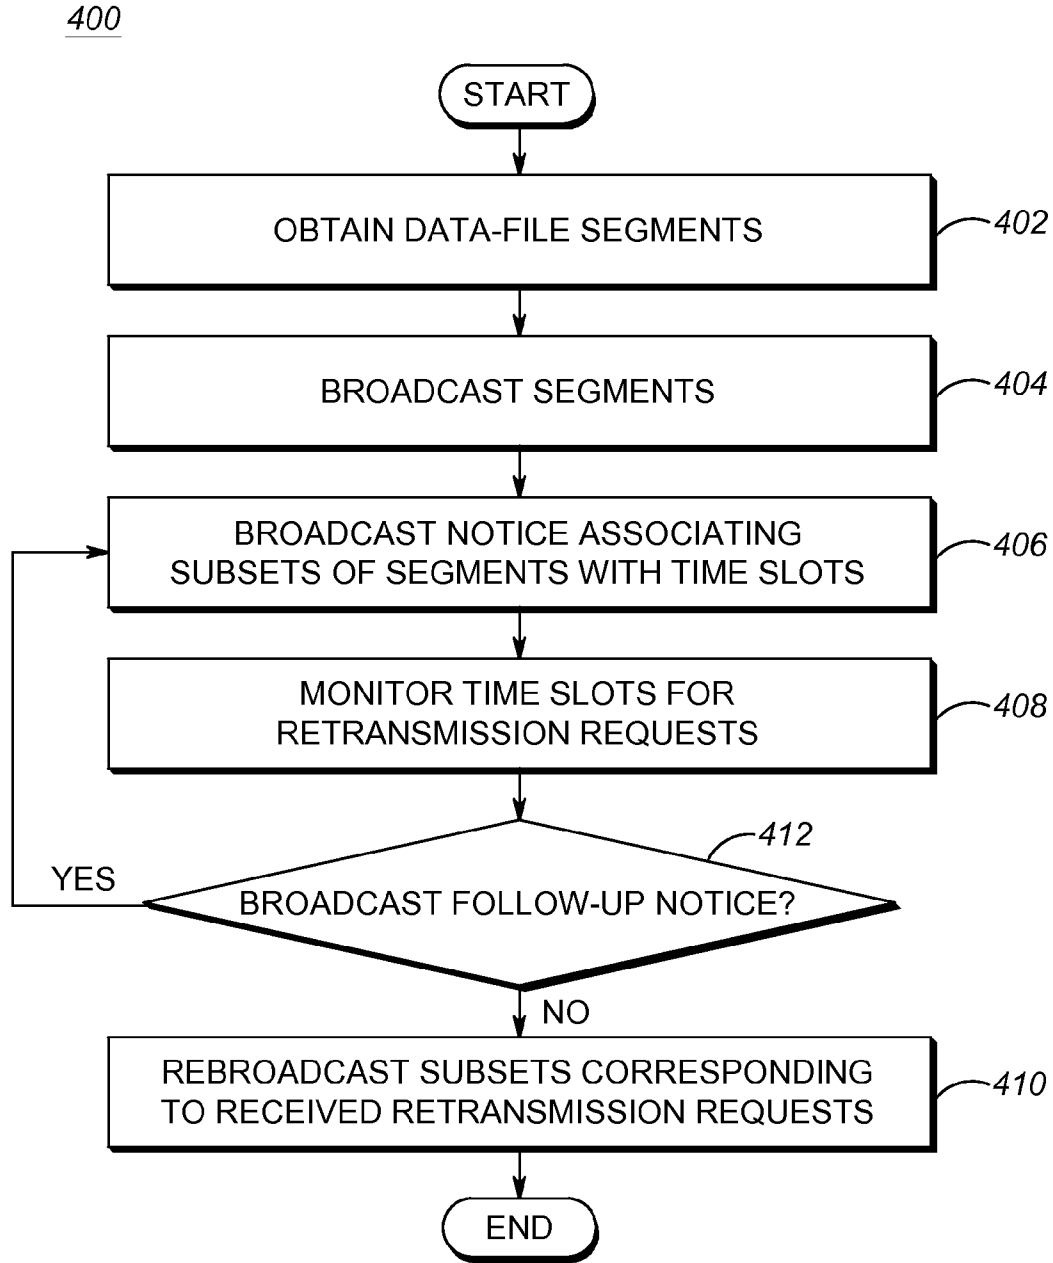 400
START
OBTAIN DATA-FILE SEGMENTS
402
BROADCAST SEGMENTS
404
BROADCAST NOTICE ASSOCIATING
SUBSETS OF SEGMENTS WITH TIME SLOTS
406
MONITOR TIME SLOTS FOR
RETRANSMISSION REQUESTS
408
412
YES
BROADCAST FOLLOW-UP NOTICE?
NO
REBROADCAST SUBSETS CORRESPONDING
TO RECEIVED RETRANSMISSION REQUESTS
410
END